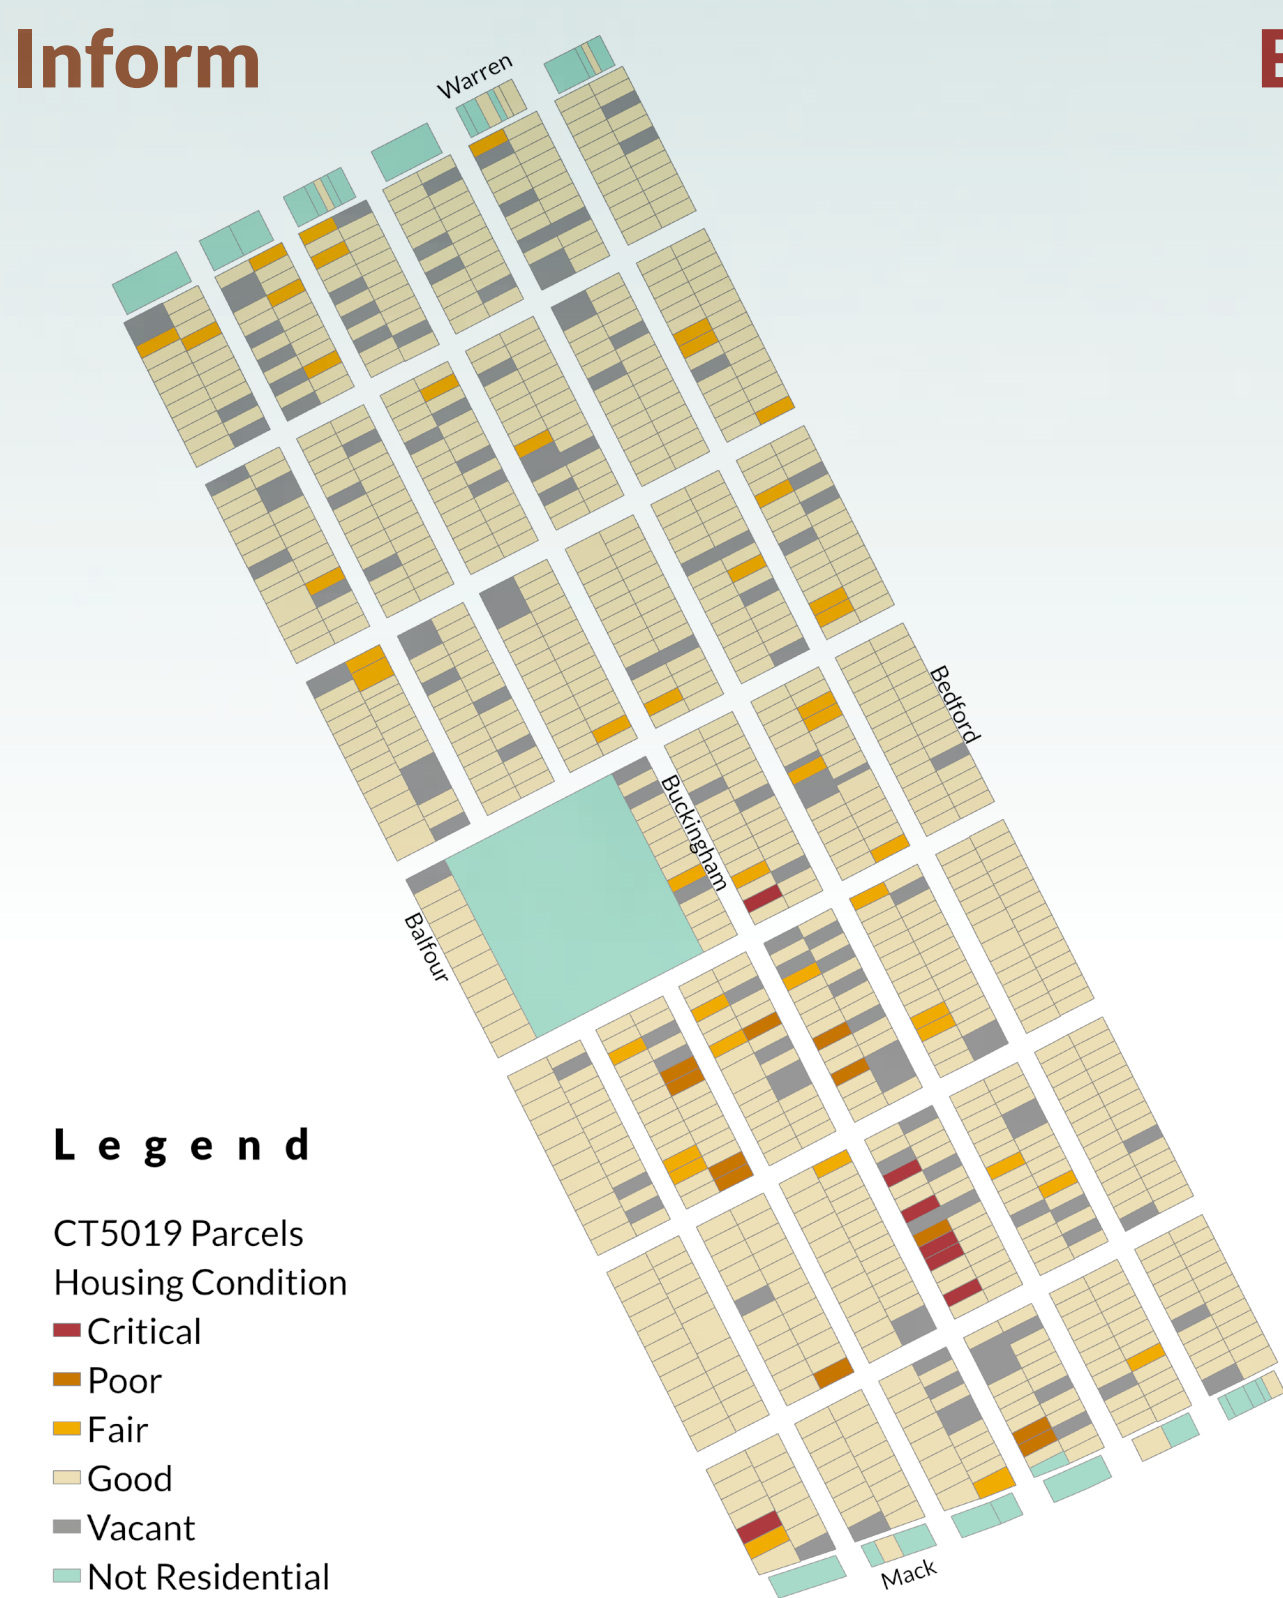 Inform
Warren
Bedford
Buckingham
Balfour
Legend
CT5019 Parcels
Housing Condition
Critical
Poor
Fair
Good
Vacant
Not Residential
Mack